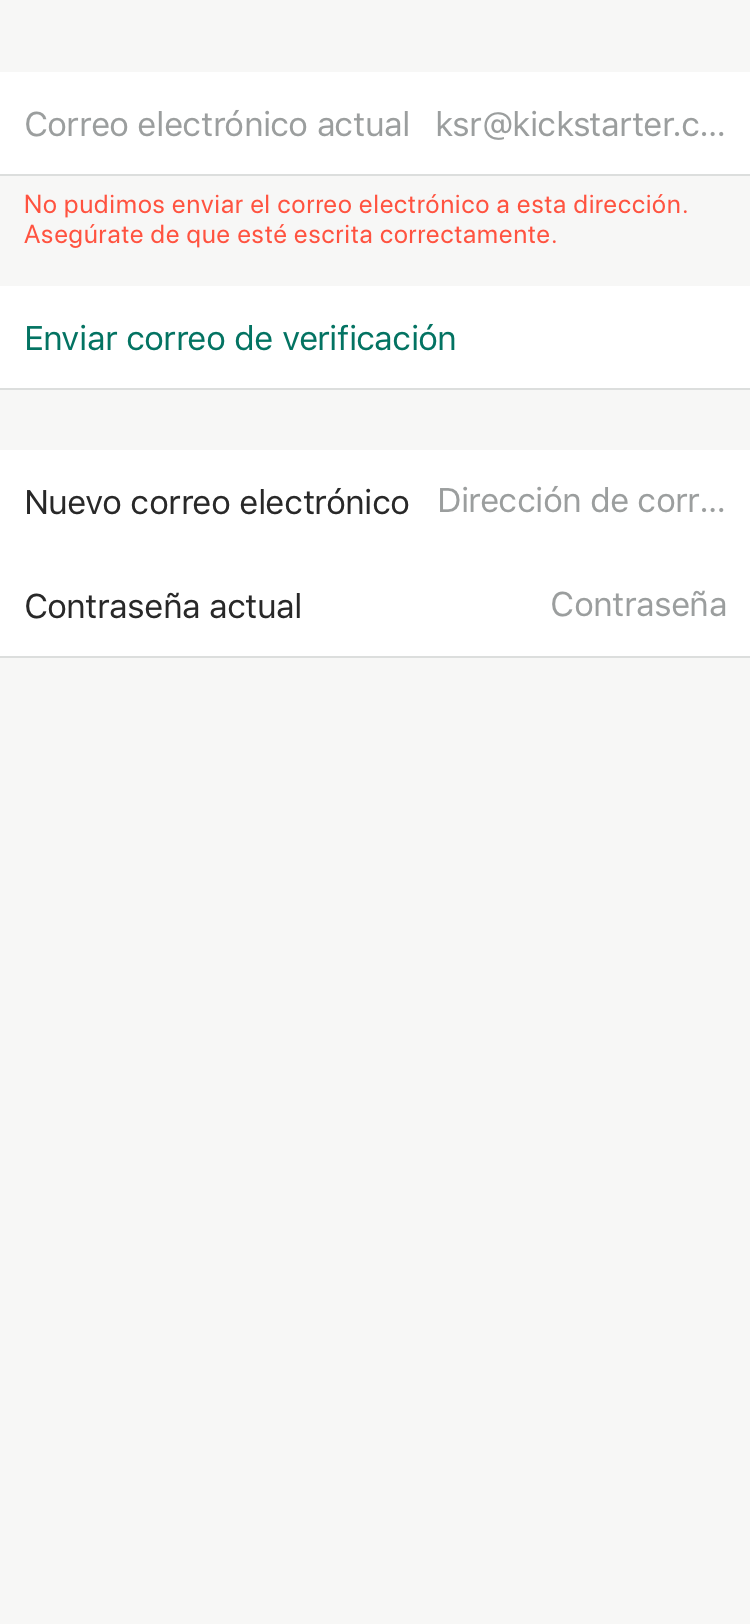 Correo electrónico actual ksr@kickstarter.c...
No pudimos enviar el correo electrónico a esta dirección.
Asegúrate de que esté escrita correctamente.
Enviar correo de verificación
Nuevo correo electrónico Dirección de corr...
Contraseña actual Contraseña